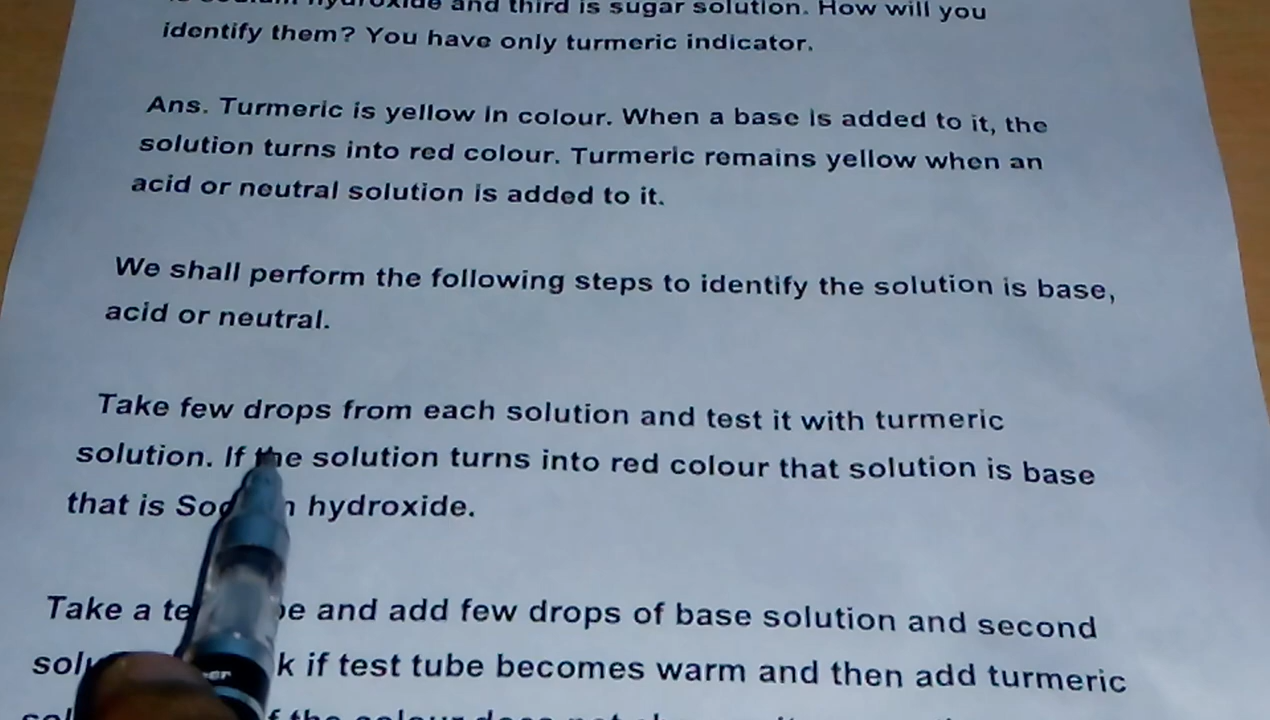 and third is sugar solution. How will you
identify them? You have only turmeric indicator.
Ans. Turmeric is yellow in colour. When a base is added to it, the
solution turns into red colour. Turmeric remains yellow when an
acid or neutral solution is added to it.
We shall perform the following steps to identify the solution is base,
acid or neutral.
Take few drops from each solution and test it with turmeric
solution. If the solution turns into red colour that solution is base
that is hydroxide.
Take a and add few drops of base solution and second
if test tube becomes warm and then add turmeric